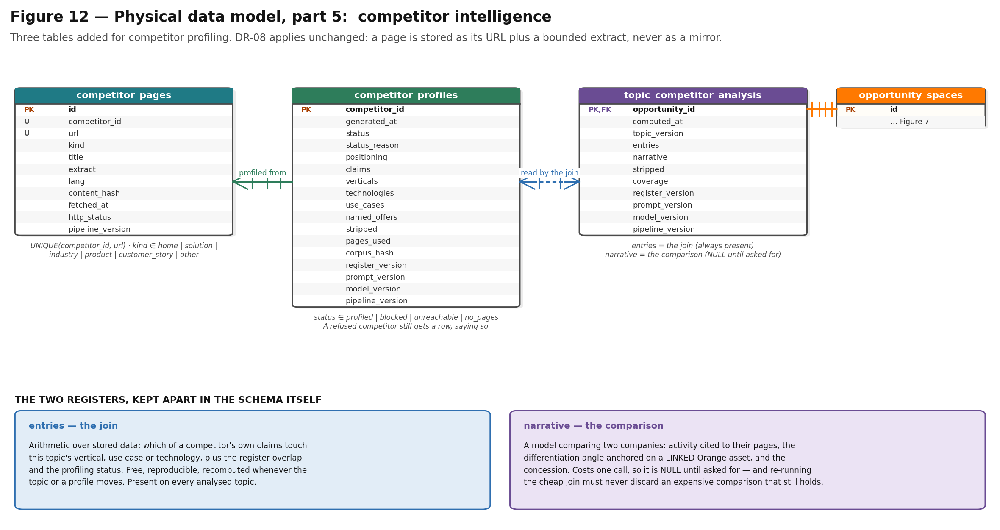 Figure 12 — Physical data model, part 5:  competitor intelligence
Three tables added for competitor profiling. DR-08 applies unchanged: a page is stored as its URL plus a bounded extract, never as a mirror.
competitor_pages
PK id
U competitor_id
U url
kind
title
extract
lang
content_hash
fetched_at
http_status
pipeline_version
UNIQUE(competitor_id, url) · kind ∈ home | solution |
industry | product | customer_story | other
profiled from
competitor_profiles
PK competitor_id
generated_at
status
status_reason
positioning
claims
verticals
technologies
use_cases
named_offers
stripped
pages_used
corpus_hash
register_version
prompt_version
model_version
pipeline_version
status ∈ profiled | blocked | unreachable | no_pages
A refused competitor still gets a row, saying so
read by the join
topic_competitor_analysis
PK,FK opportunity_id
computed_at
topic_version
entries
narrative
stripped
coverage
register_version
prompt_version
model_version
pipeline_version
entries = the join (always present)
narrative = the comparison (NULL until asked for)
opportunity_spaces
PK id
... Figure 7
THE TWO REGISTERS, KEPT APART IN THE SCHEMA ITSELF
entries — the join
Arithmetic over stored data: which of a competitor's own claims touch
this topic's vertical, use case or technology, plus the register overlap
and the profiling status. Free, reproducible, recomputed whenever the
topic or a profile moves. Present on every analysed topic.
narrative — the comparison
A model comparing two companies: activity cited to their pages, the
differentiation angle anchored on a LINKED Orange asset, and the
concession. Costs one call, so it is NULL until asked for — and re-running
the cheap join must never discard an expensive comparison that still holds.